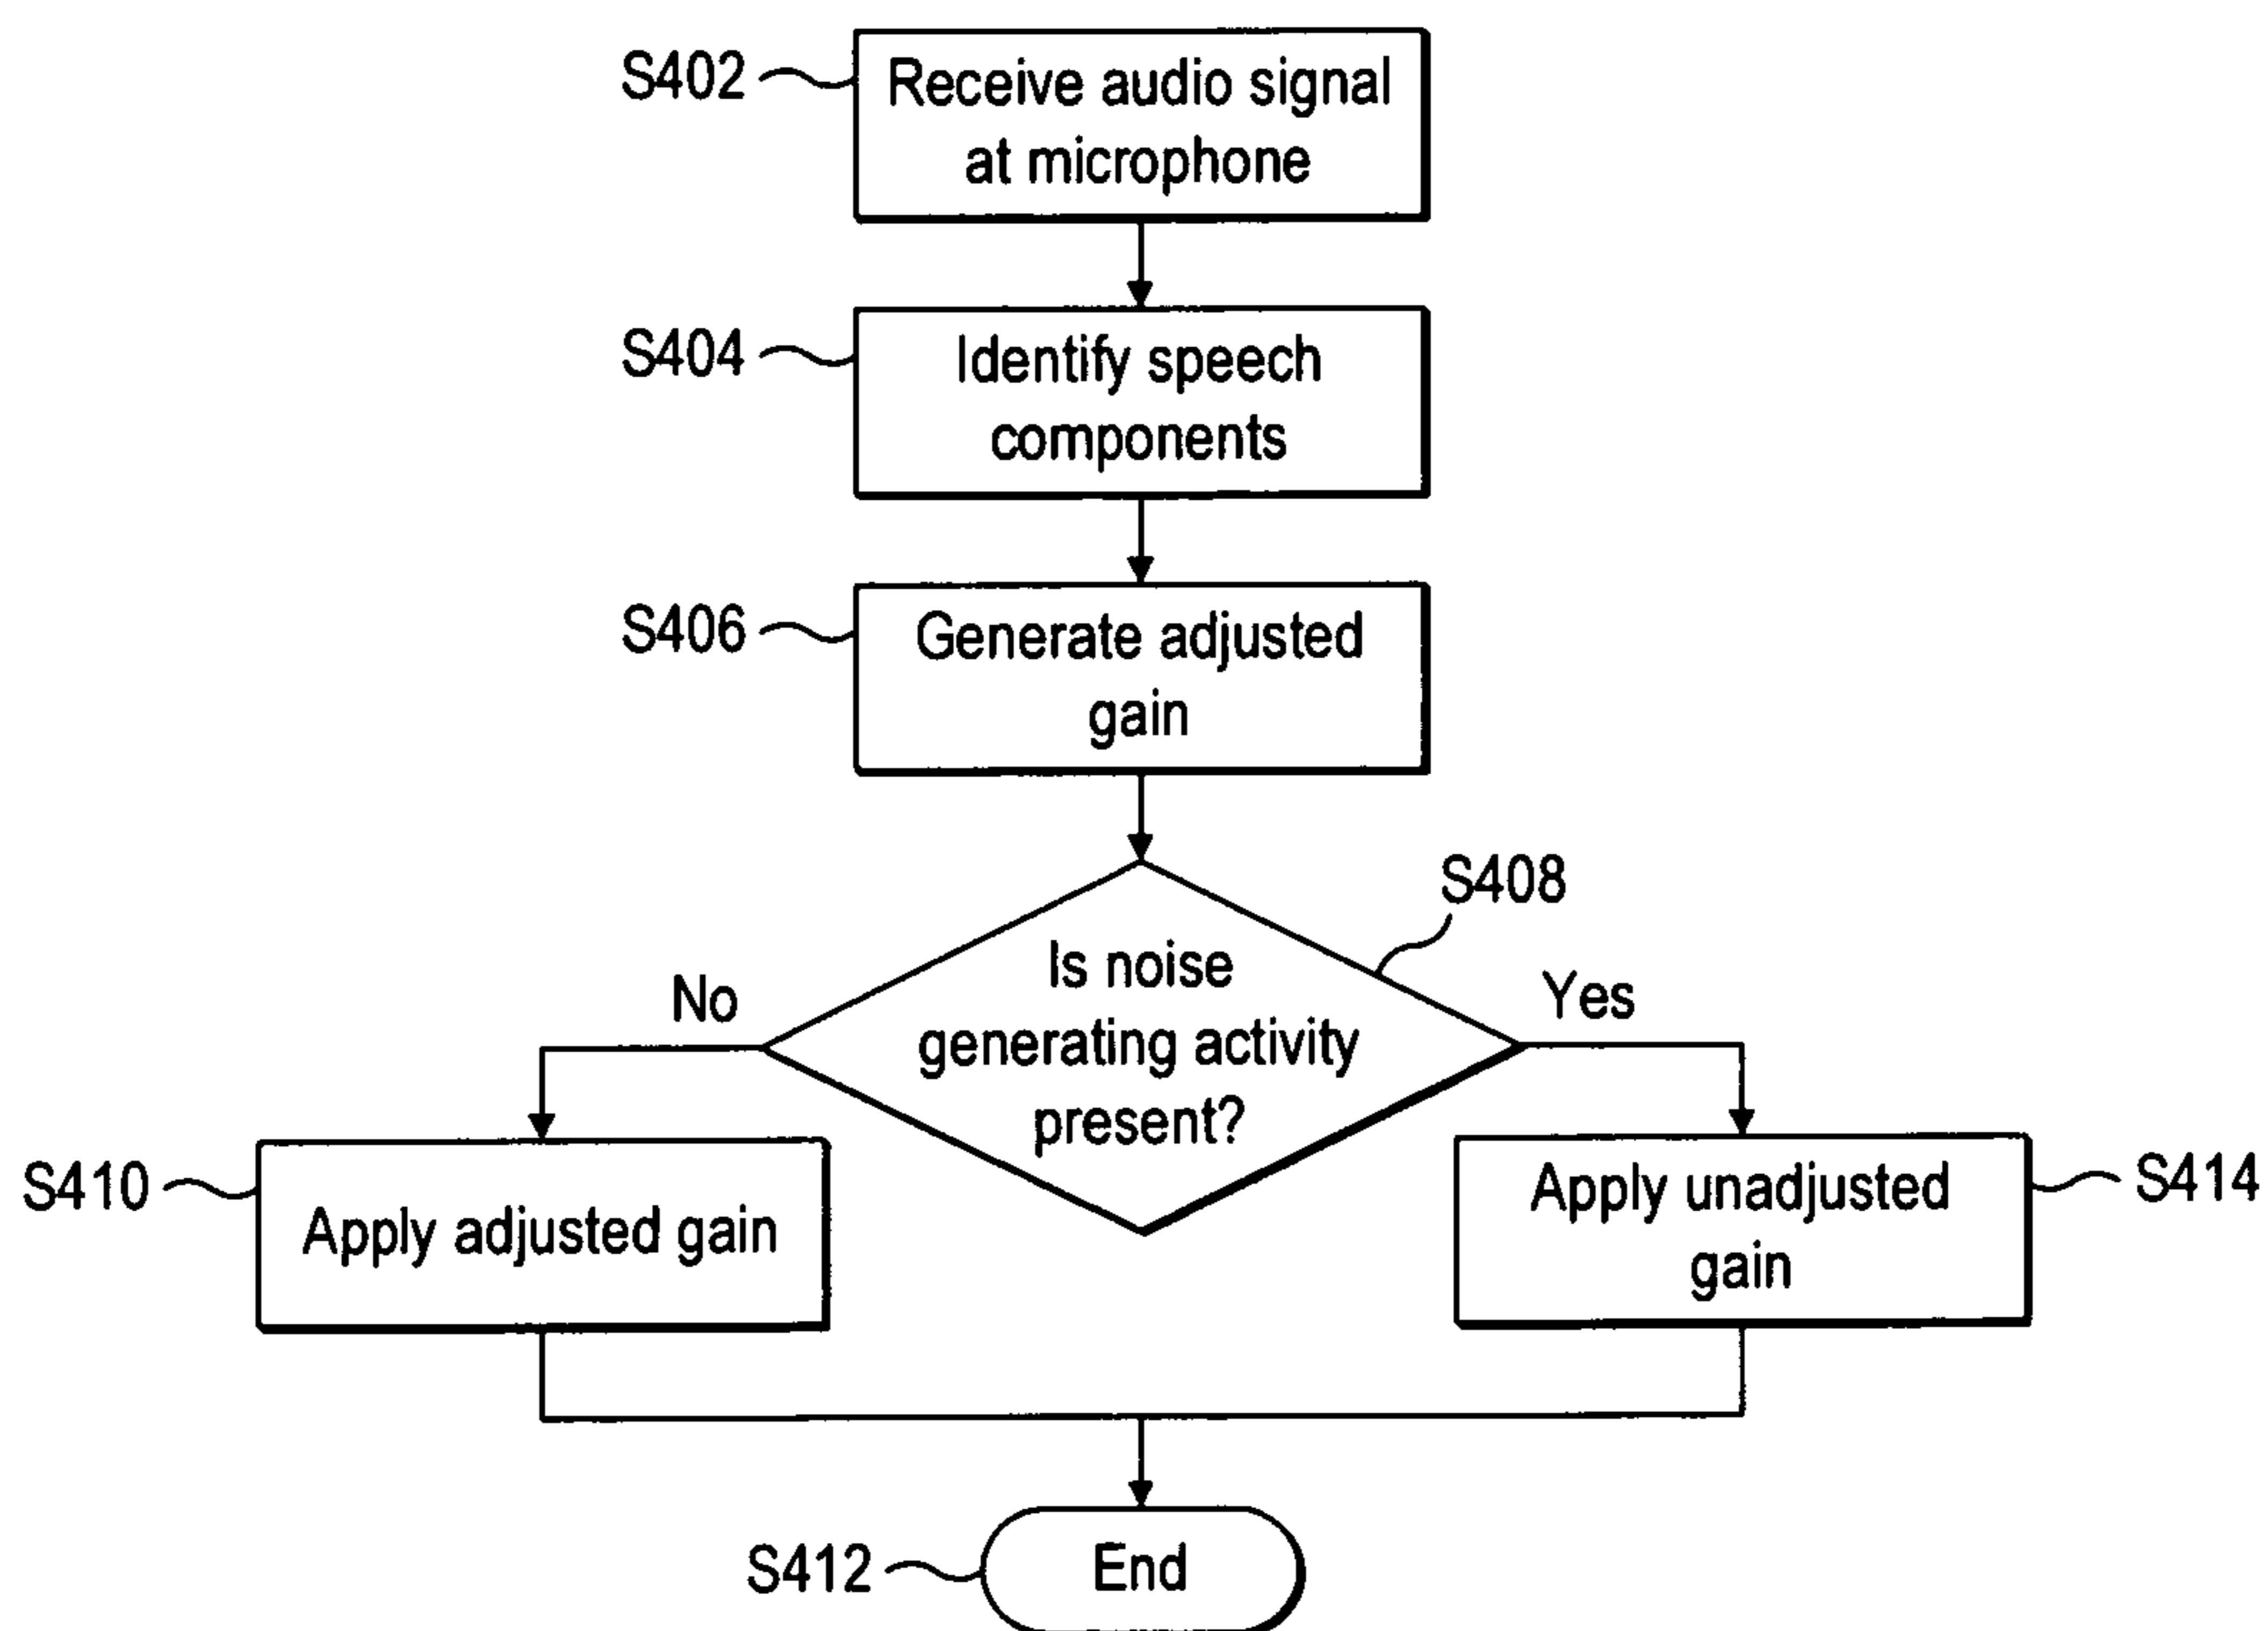 S402
Receive audio signal
at microphone
S404
Identify speech
components
S406
Generate adjusted
gain
S408
Is noise
generating activity
present?
No
Yes
S410
Apply adjusted gain
Apply unadjusted
gain
S414
S412
End